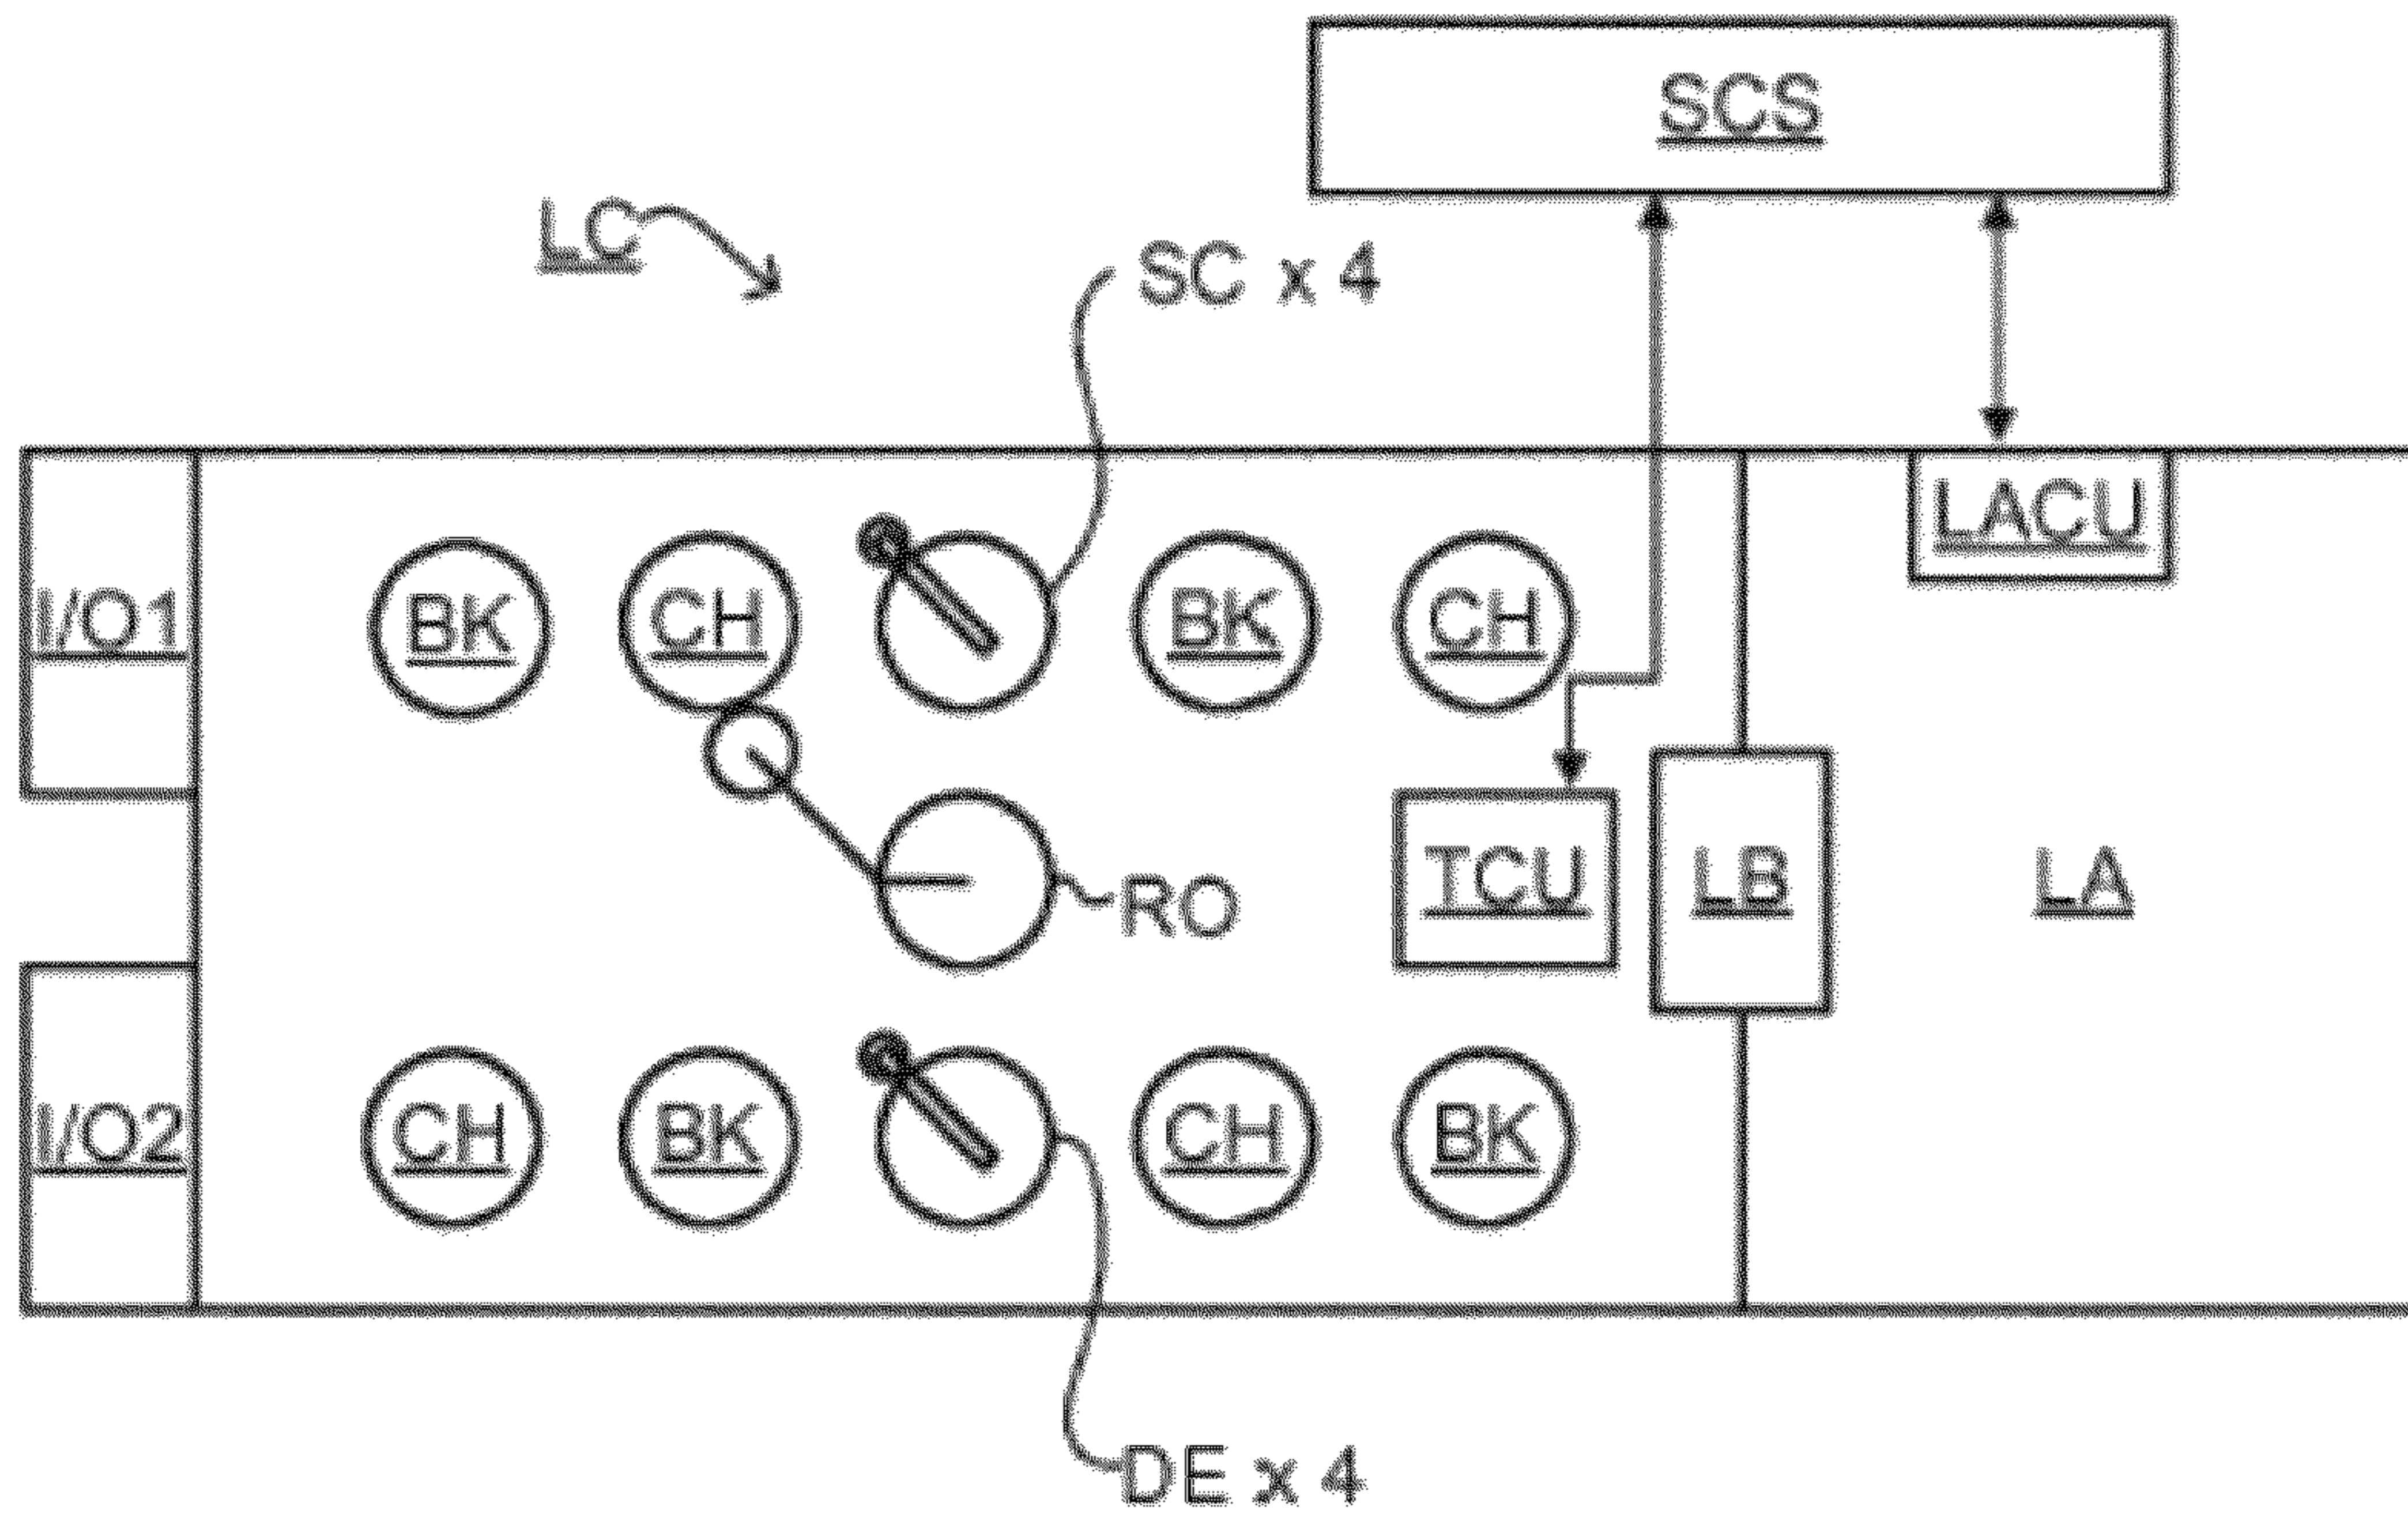 SCS
LC
SC x 4
LACU
I/O1
BK
CH
BK
CH
RO
TCU
LB
LA
I/O2
CH
BK
CH
BK
DE x 4